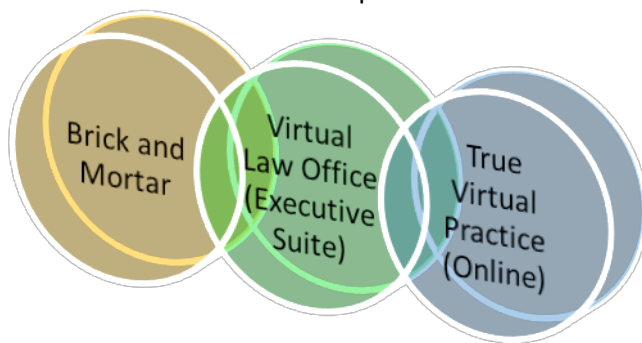 Brick and
Mortar
Virtual
Law Office
(Executive
Suite)
True
Virtual
Practice
(Online)